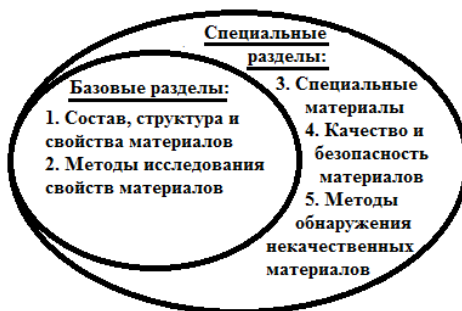 Специальные
разделы:
Базовые разделы:
1. Состав, структура и
свойства материалов
2. Методы исследования
свойств материалов
3. Специальные
материалы
4. Качество и
безопасность
материалов
5. Методы
обнаружения
некачественных
материалов